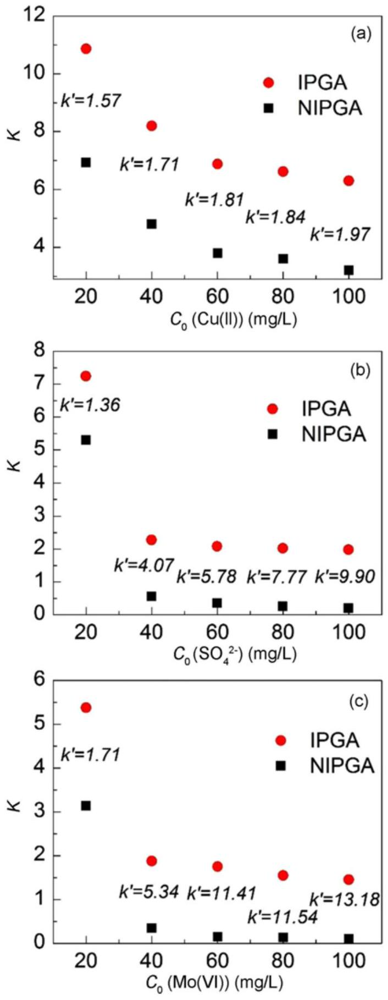 12
(a)
IPGA
NIPGA
10
k'=1.57
8
K
k'=1.71
6
k'=1.81
k'=1.84
k'=1.97
4
20 40 60 80 100
C₀ (Cu(II)) (mg/L)
8
(b)
7
k'=1.36
IPGA
NIPGA
6
5
K
4
3
2
k'=4.07
k'=5.78 k'=7.77 k'=9.90
1
0
20 40 60 80 100
C₀ (SO₄²⁻) (mg/L)
6
(c)
5
IPGA
NIPGA
k'=1.71
4
K
3
2
k'=5.34 k'=11.41
k'=13.18
k'=11.54
1
0
20 40 60 80 100
C₀ (Mo(VI)) (mg/L)